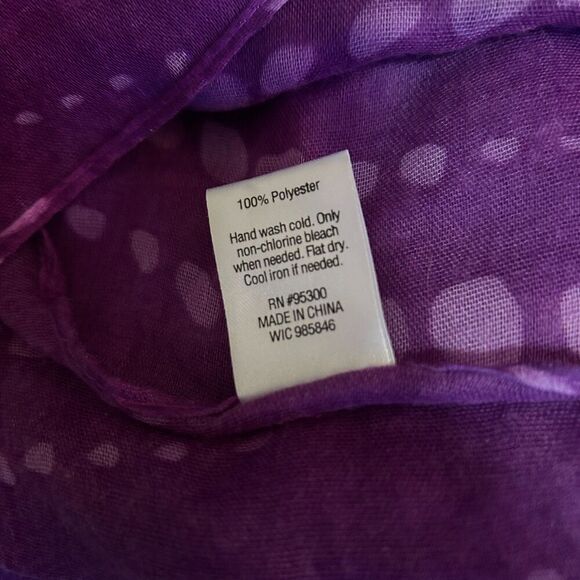 100% Polyester
Hand wash cold. Only
non-chlorine bleach
when needed. Flat dry.
Cool iron if needed.
RN #95300
MADE IN CHINA
WIC 985846